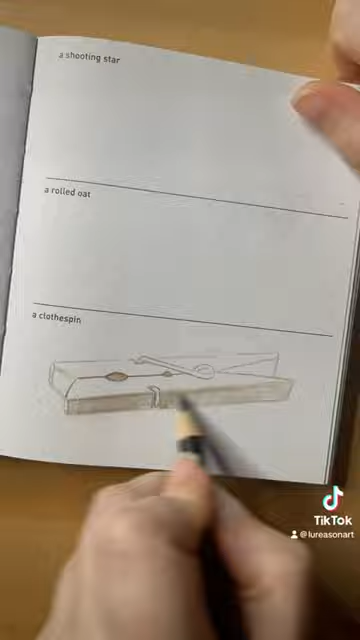 a shooting star
a rolled oat
a clothespin
TikTok
@lureasonart